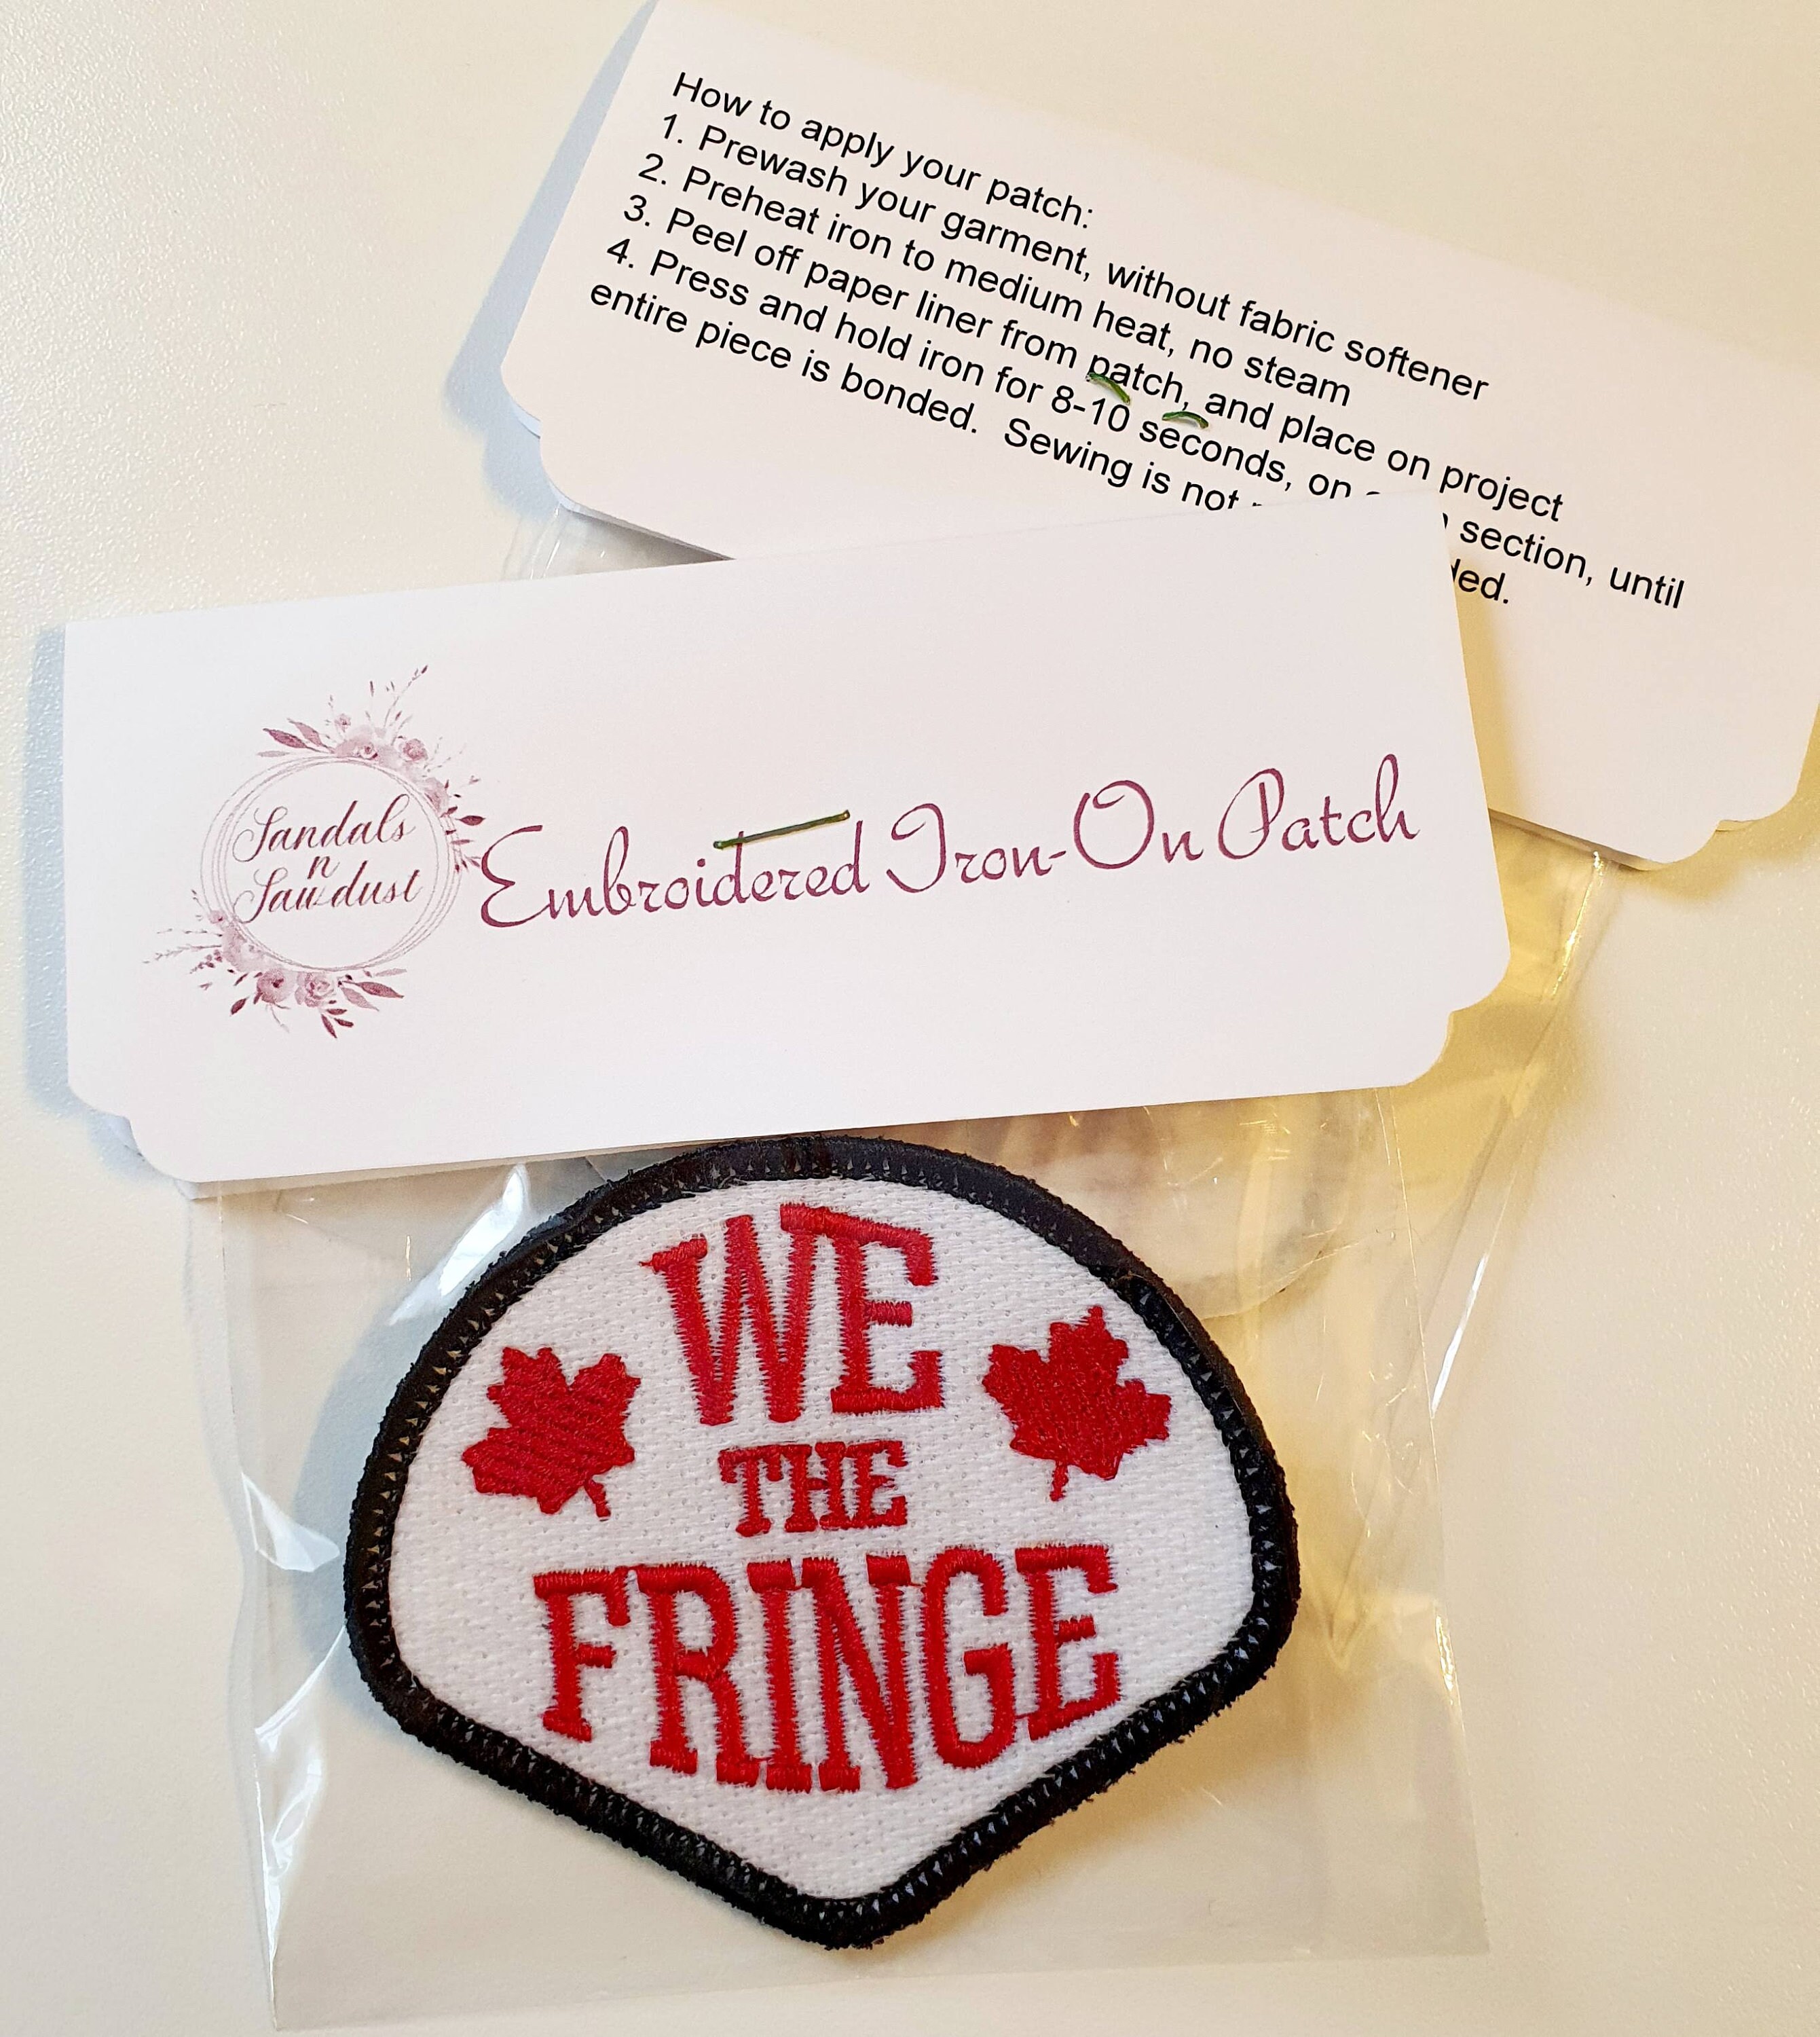 How to apply your patch:
1. Prewash your garment, without fabric softener
2. Preheat iron to medium heat, no steam
3. Peel off paper liner from patch, and place on project
4. Press and hold iron for 8-10 seconds, on section, until
entire piece is bonded. Sewing is not
Sandals
n
Sawdust
Embroidered Iron-On Patch
WE
THE
FRINGE